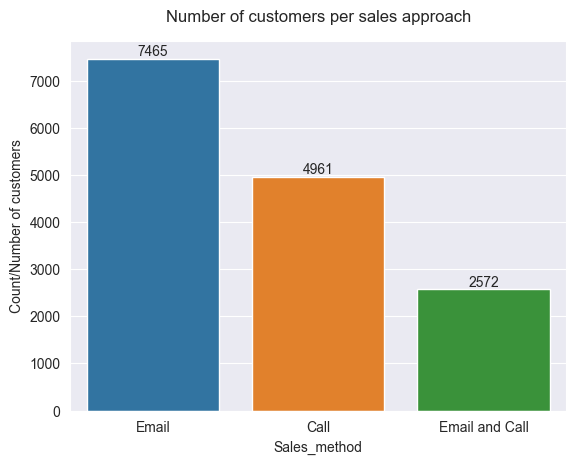 Number of customers per sales approach
7465
4961
2572
7000
6000
5000
4000
3000
2000
1000
0
Count/Number of customers
Email
Call
Email and Call
Sales_method